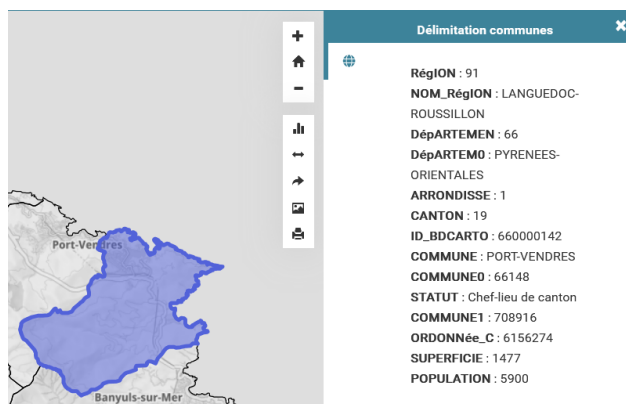 Délimitation communes
RégION : 91
NOM_RégION : LANGUEDOC-
ROUSSILLON
DépARTEMEN : 66
DépARTEM0 : PYRENEES-
ORIENTALES
ARRONDISSE : 1
CANTON : 19
ID_BDCARTO : 660000142
COMMUNE : PORT-VENDRES
COMMUNE0 : 66148
STATUT : Chef-lieu de canton
COMMUNE1 : 708916
ORDONNée_C : 6156274
SUPERFICIE : 1477
POPULATION : 5900
Port-Vendres
Banyuls-sur-Mer